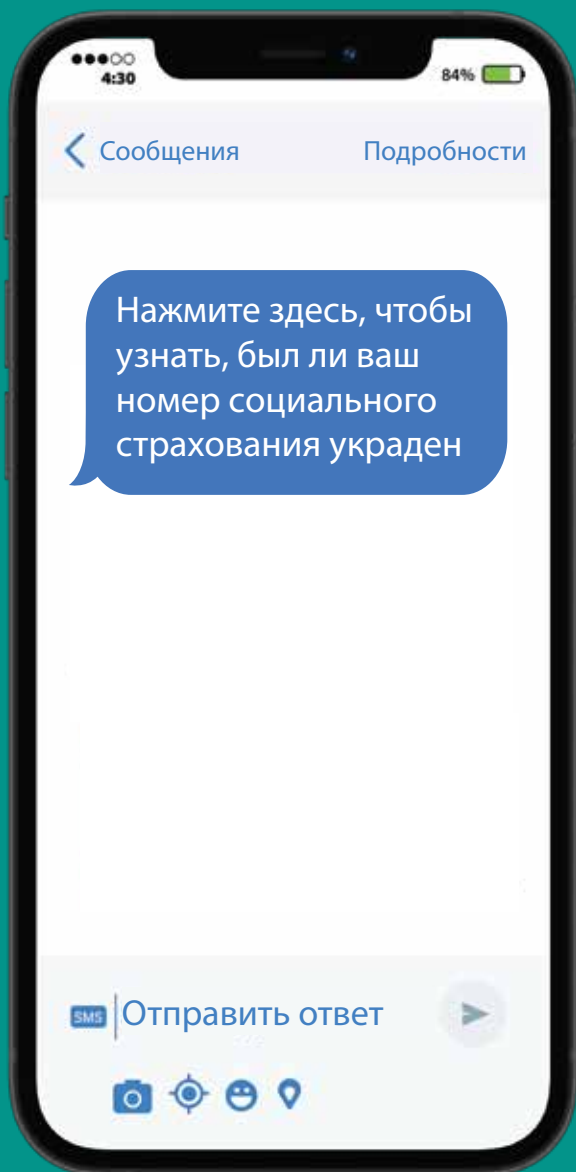 4:30
84%
Сообщения Подробности
Нажмите здесь, чтобы
узнать, был ли ваш
номер социального
страхования украден
SMS Отправить ответ